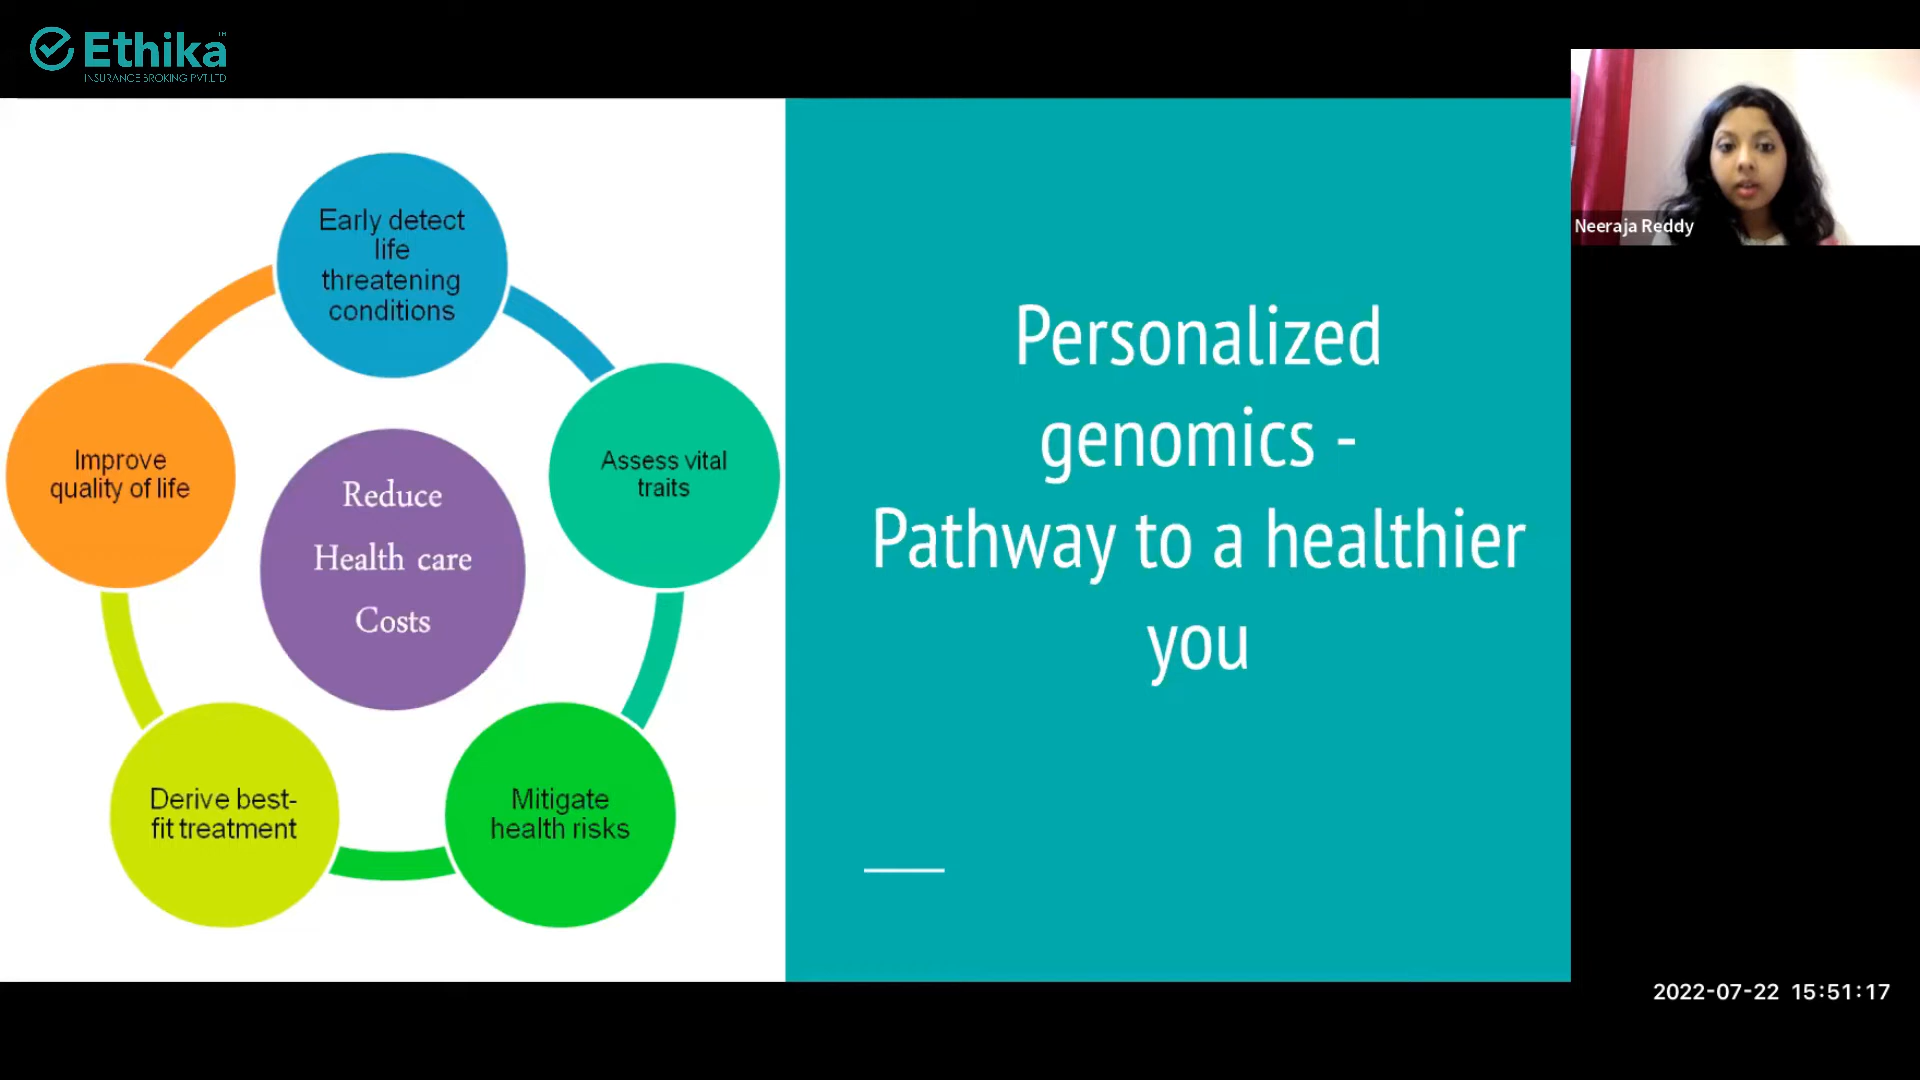 Ethika
TM
INSURANCE BROKING PVT.LTD
Early detect
life
threatening
conditions
Improve
quality of life
Assess vital
traits
Reduce
Health care
Costs
Derive best-
fit treatment
Mitigate
health risks
Personalized
genomics -
Pathway to a healthier
you
Neeraja Reddy
2022-07-22 15:51:17